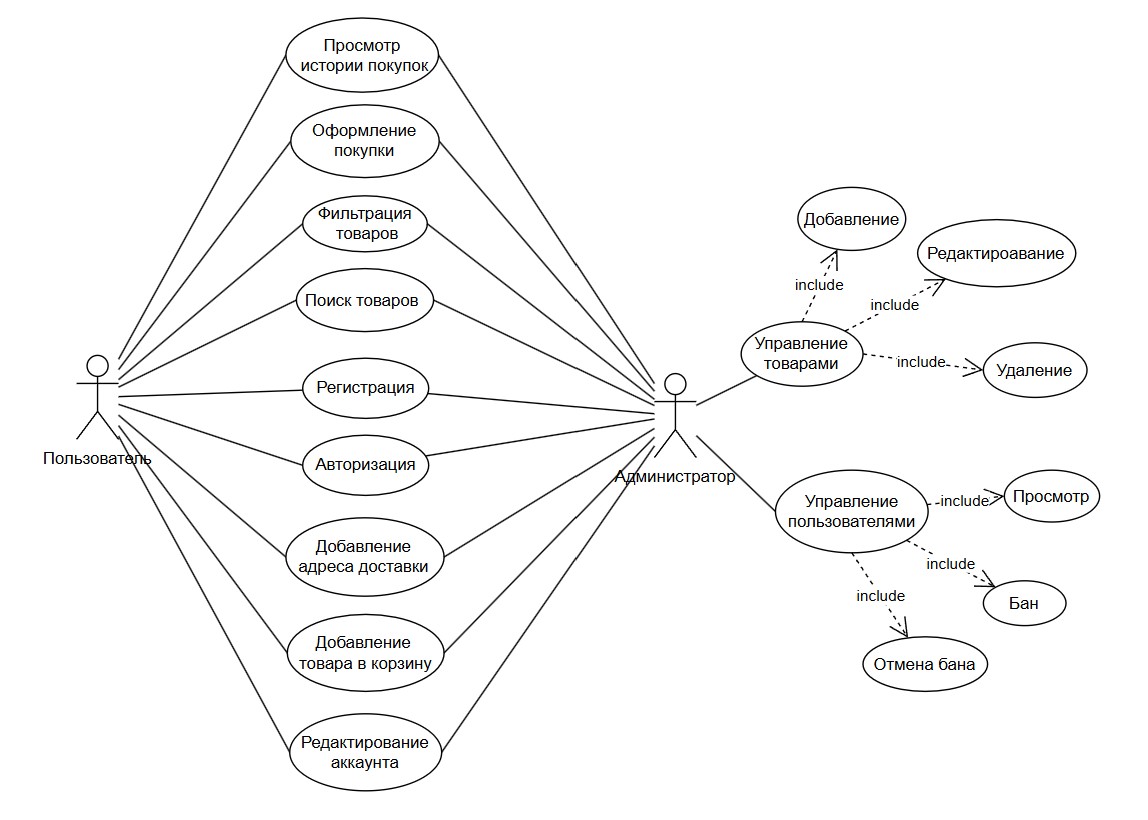 Просмотр
истории покупок
Оформление
покупки
Фильтрация
товаров
Поиск товаров
Регистрация
Авторизация
Добавление
адреса доставки
Добавление
товара в корзину
Редактирование
аккаунта
Пользователь
Администратор
Добавление
Редактироавание
include
include
Управление
товарами
include
Удаление
Управление
пользователями
include
Просмотр
include
Бан
include
Отмена бана